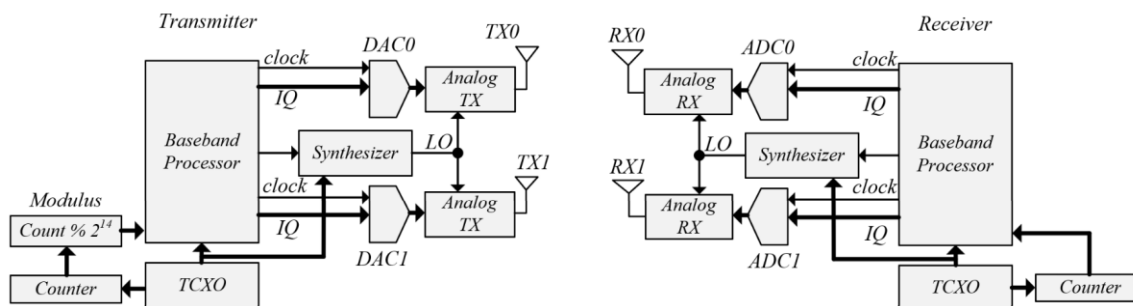 Transmitter
Receiver
DAC0
TX0
RX0
ADC0
clock
IQ
Analog
TX
Analog
RX
clock
IQ
Baseband
Processor
Synthesizer
LO
TX1
RX1
LO
Synthesizer
Baseband
Processor
Modulus
Count % 2^14
clock
IQ
Analog
TX
DAC1
Analog
RX
ADC1
clock
IQ
Counter
TCXO
TCXO
Counter